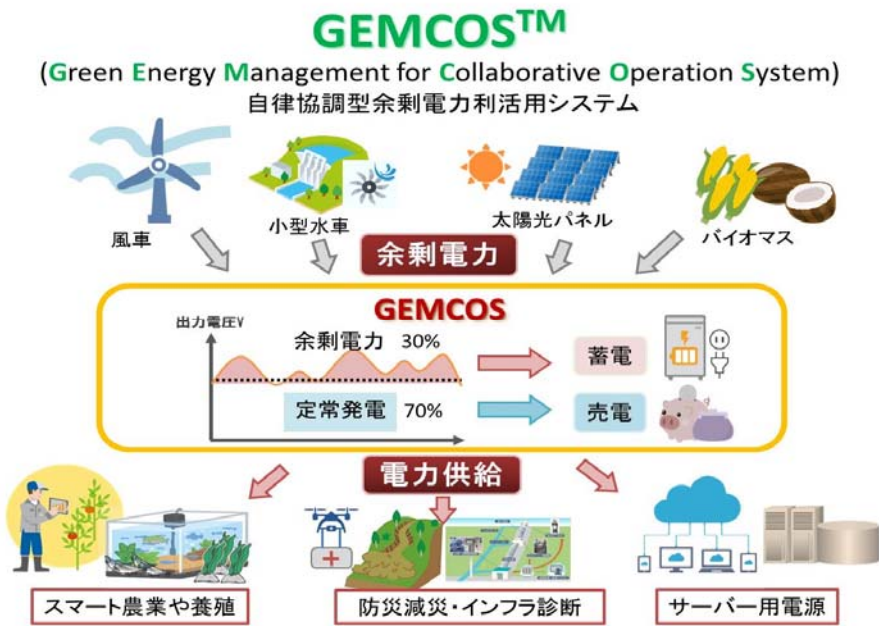 GEMCOS™
(Green Energy Management for Collaborative Operation System)
自律協調型余剰電力利活用システム
風車
小型水車
太陽光パネル
バイオマス
余剰電力
GEMCOS
出力電圧V
余剰電力 30%
蓄電
定常発電 70%
売電
電力供給
スマート農業や養殖
防災減災・インフラ診断
サーバー用電源